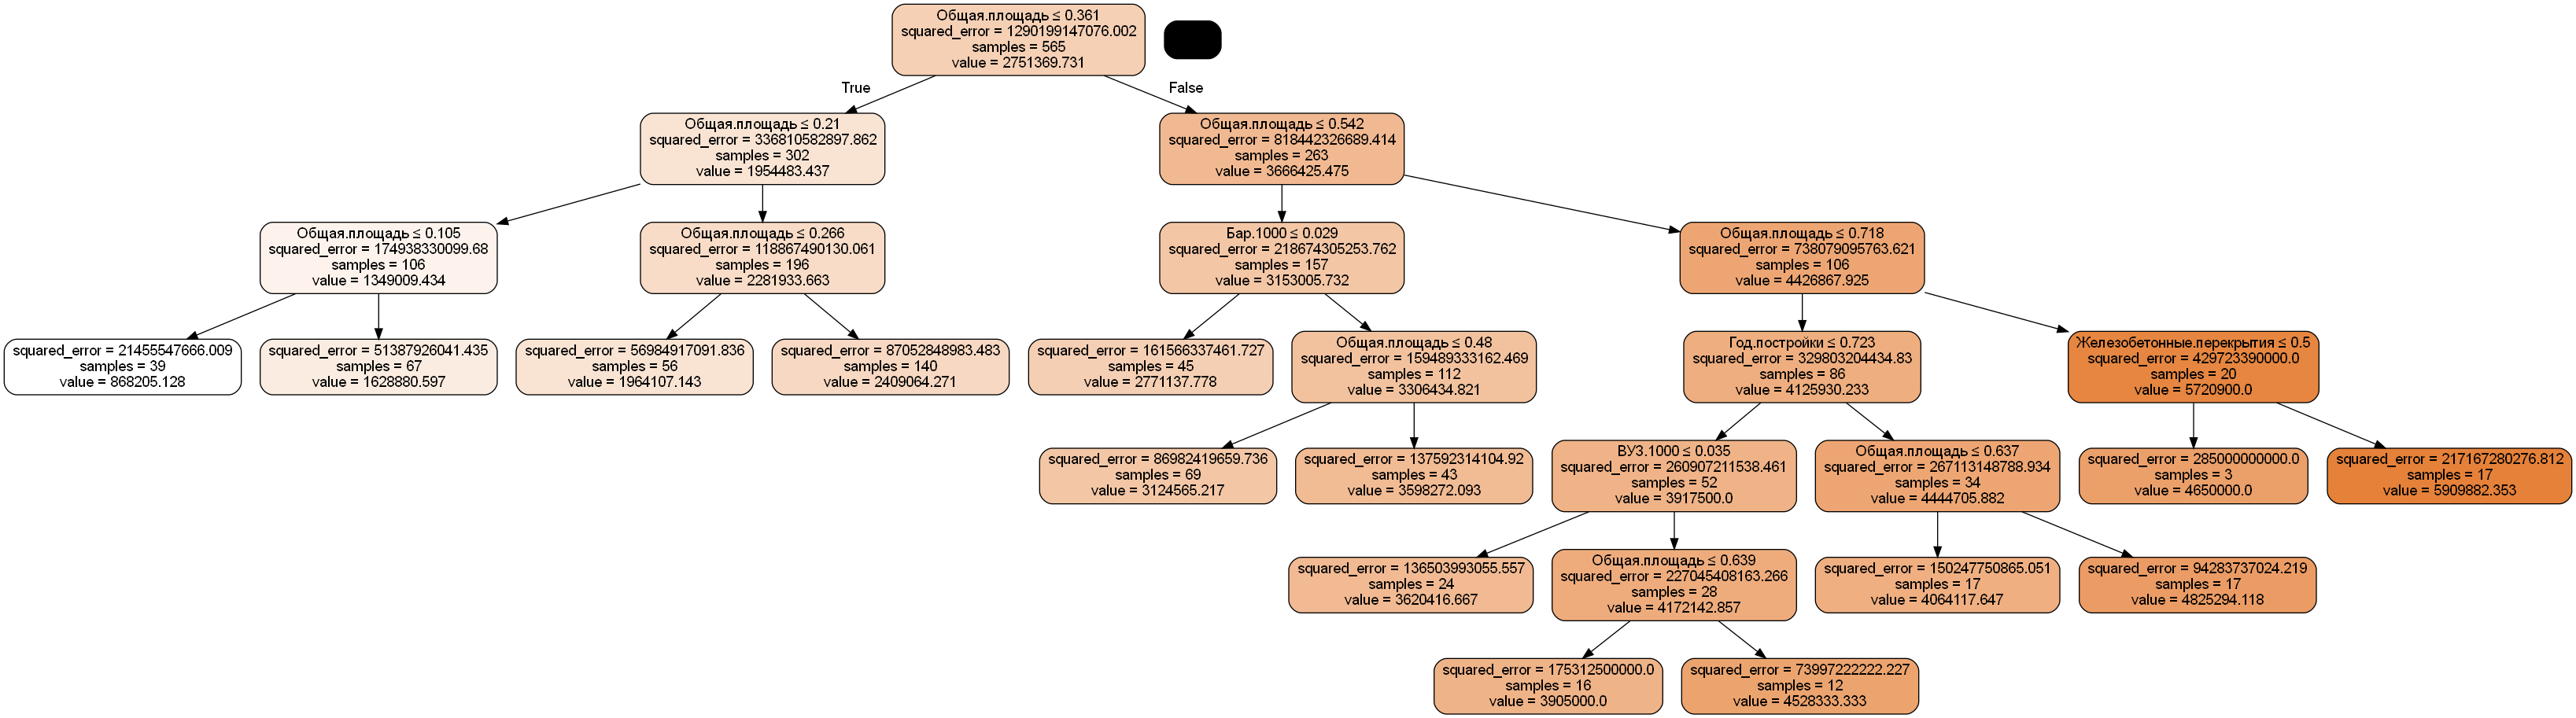 Общая.площадь ≤ 0.361
squared_error = 1290199147076.002
samples = 565
value = 2751369.731
True
False
Общая.площадь ≤ 0.21
squared_error = 336810582897.862
samples = 302
value = 1954483.437
Общая.площадь ≤ 0.542
squared_error = 818442326689.414
samples = 263
value = 3666425.475
Общая.площадь ≤ 0.105
squared_error = 174938330099.68
samples = 106
value = 1349009.434
Общая.площадь ≤ 0.266
squared_error = 118867490130.061
samples = 196
value = 2281933.663
Бар.1000 ≤ 0.029
squared_error = 218674305253.762
samples = 157
value = 3153005.732
Общая.площадь ≤ 0.718
squared_error = 738079095763.621
samples = 106
value = 4426867.925
squared_error = 21455547666.009
samples = 39
value = 868205.128
squared_error = 51387926041.435
samples = 67
value = 1628880.597
squared_error = 56984917091.836
samples = 56
value = 1964107.143
squared_error = 87052848983.483
samples = 140
value = 2409064.271
squared_error = 161566337461.727
samples = 45
value = 2771137.778
Общая.площадь ≤ 0.48
squared_error = 159489333162.469
samples = 112
value = 3306434.821
Год.постройки ≤ 0.723
squared_error = 329803204434.83
samples = 86
value = 4125930.233
Железобетонные.перекрытия ≤ 0.5
squared_error = 429723390000.0
samples = 20
value = 5720900.0
squared_error = 86982419659.736
samples = 69
value = 3124565.217
squared_error = 137592314104.92
samples = 43
value = 3598272.093
ВУЗ.1000 ≤ 0.035
squared_error = 260907211538.461
samples = 52
value = 3917500.0
Общая.площадь ≤ 0.637
squared_error = 267113148788.934
samples = 34
value = 4444705.882
squared_error = 285000000000.0
samples = 3
value = 4650000.0
squared_error = 217167280276.812
samples = 17
value = 5909882.353
squared_error = 136503993055.557
samples = 24
value = 3620416.667
Общая.площадь ≤ 0.639
squared_error = 227045408163.266
samples = 28
value = 4172142.857
squared_error = 150247750865.051
samples = 17
value = 4064117.647
squared_error = 94283737024.219
samples = 17
value = 4825294.118
squared_error = 175312500000.0
samples = 16
value = 3905000.0
squared_error = 73997222222.227
samples = 12
value = 4528333.333